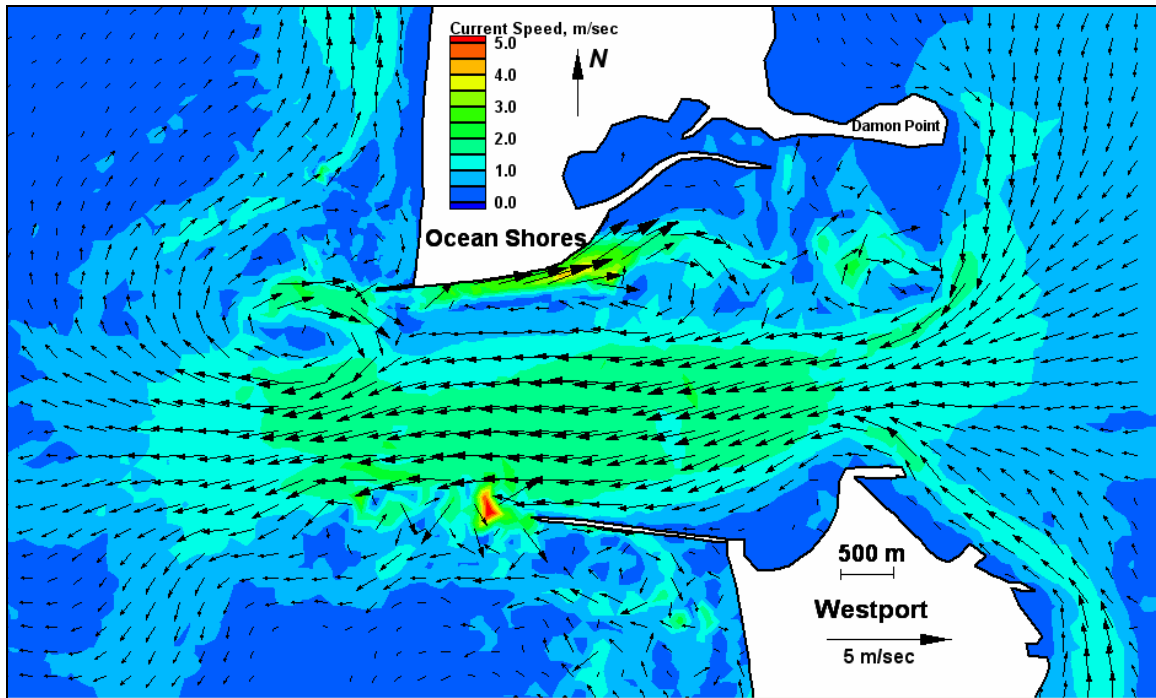 Current Speed, m/sec
5.0
4.0
3.0
2.0
1.0
0.0
N
Damon Point
Ocean Shores
500 m
Westport
5 m/sec